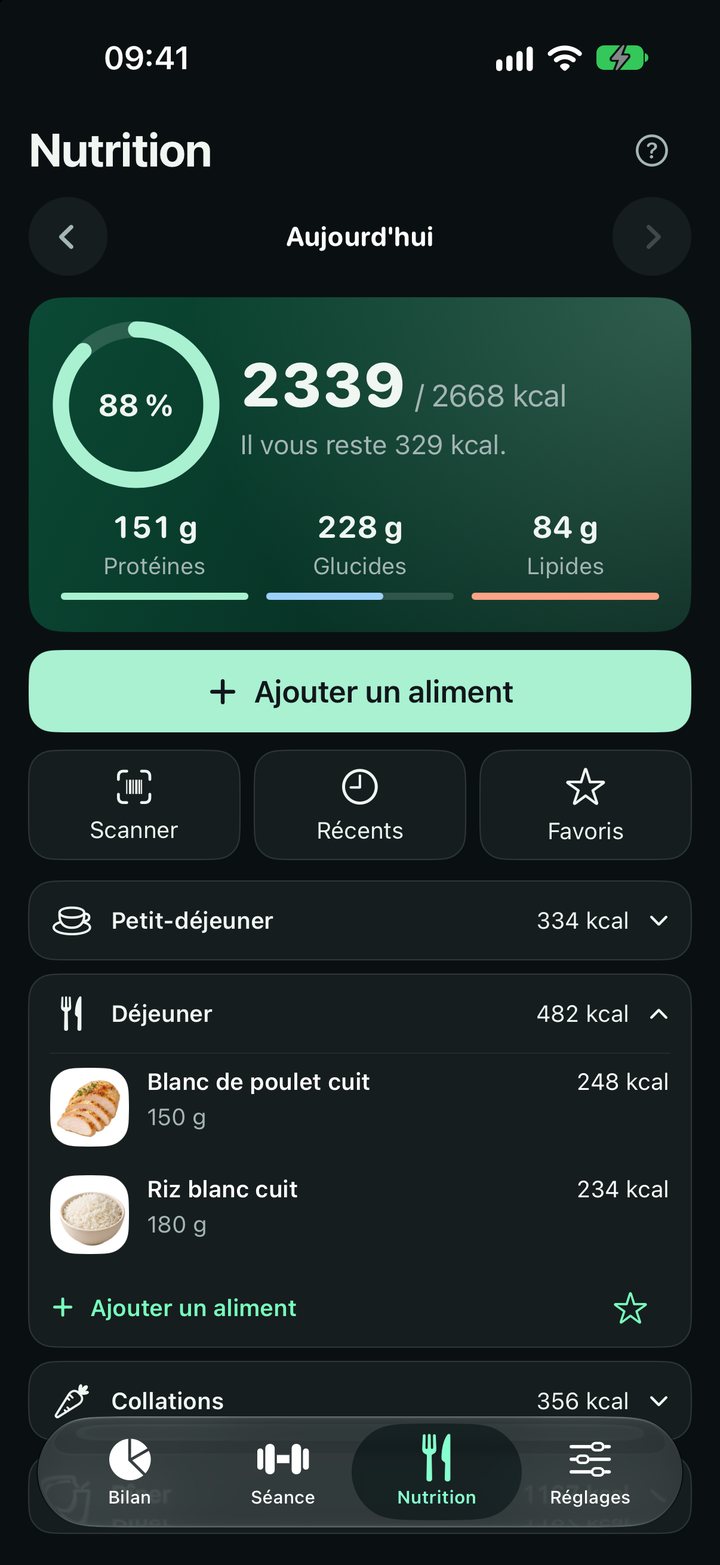 09:41
Nutrition
?
Aujourd'hui
88 %
2339 / 2668 kcal
Il vous reste 329 kcal.
151 g 228 g 84 g
Protéines Glucides Lipides
+ Ajouter un aliment
Scanner Récents Favoris
Petit-déjeuner 334 kcal
Déjeuner 482 kcal
Blanc de poulet cuit 248 kcal
150 g
Riz blanc cuit 234 kcal
180 g
+ Ajouter un aliment
Collations 356 kcal
Bilan Séance Nutrition Réglages